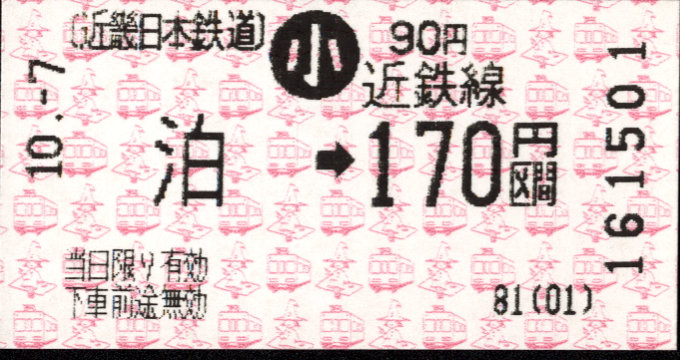 (近畿日本鉄道)
小
90円
近鉄線
10.-7
泊 ➡ 170円区間
161501
当日限り有効
下車前途無効
81(01)